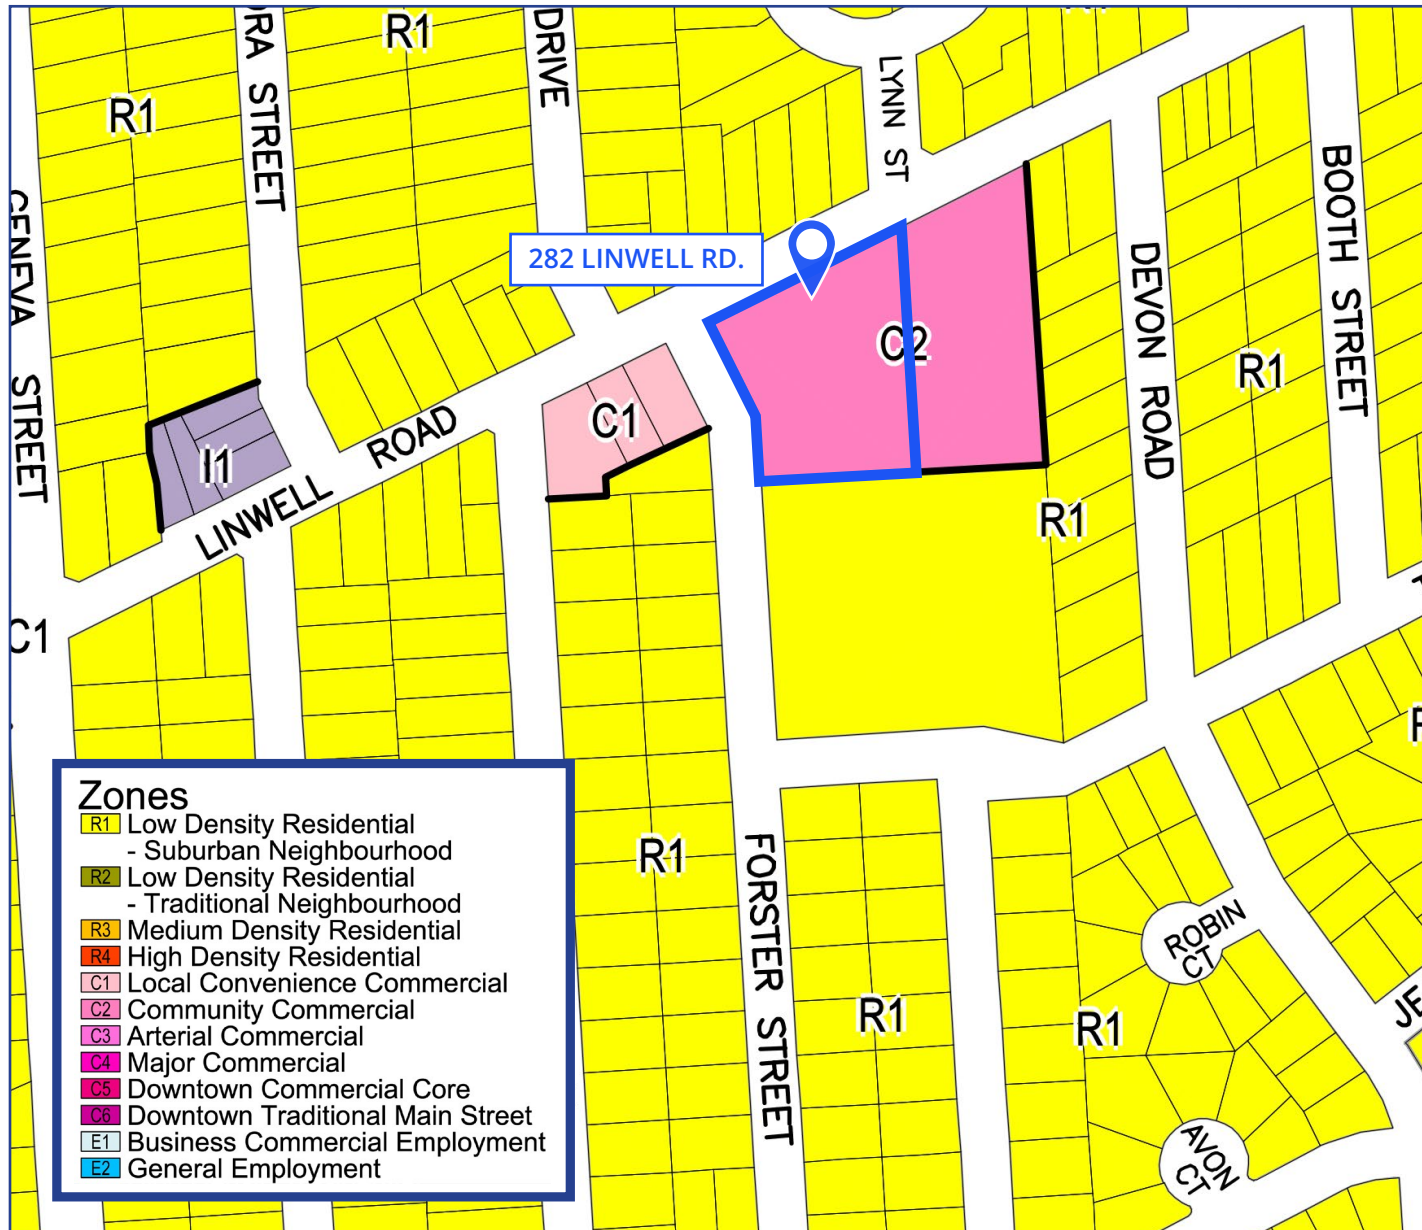 R1
DRIVE
ORA STREET
LYNN ST
R1
BOOTH STREET
GENEVA STREET
282 LINWELL RD.
DEVON ROAD
C2
R1
C1
ROAD
I1
LINWELL
R1
C1
Zones
R1 Low Density Residential
- Suburban Neighbourhood
R2 Low Density Residential
- Traditional Neighbourhood
R3 Medium Density Residential
R4 High Density Residential
C1 Local Convenience Commercial
C2 Community Commercial
C3 Arterial Commercial
C4 Major Commercial
C5 Downtown Commercial Core
C6 Downtown Traditional Main Street
E1 Business Commercial Employment
E2 General Employment
R1
FORSTER STREET
ROBIN
CT
R1
R1
JE
AVON
CT